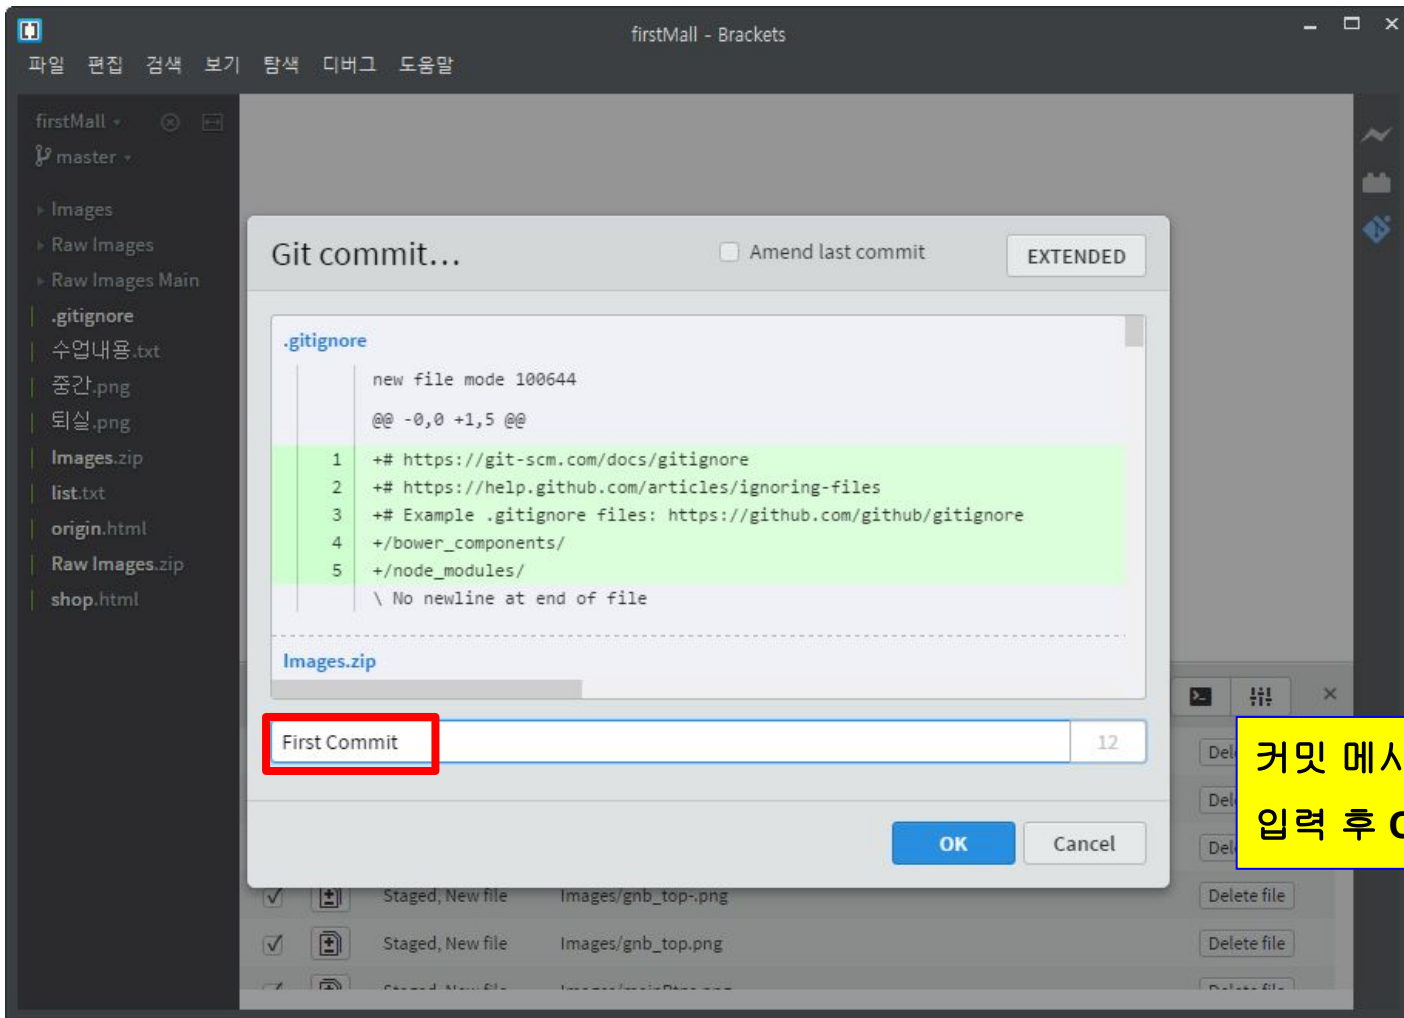 firstMall - Brackets
파일 편집 검색 보기 탐색 디버그 도움말
firstMall
master
Images
Raw Images
Raw Images Main
.gitignore
수업내용.txt
중간.png
퇴실.png
Images.zip
list.txt
origin.html
Raw Images.zip
shop.html
Git commit...
Amend last commit
EXTENDED
.gitignore
new file mode 100644
@@ -0,0 +1,5 @@
1 +# https://git-scm.com/docs/gitignore
2 +# https://help.github.com/articles/ignoring-files
3 +# Example .gitignore files: https://github.com/github/gitignore
4 +/bower_components/
5 +/node_modules/
\ No newline at end of file
Images.zip
First Commit 12
OK Cancel
커밋 메시
입력 후
Staged, New file Images/gnb_top-.png Delete file
Staged, New file Images/gnb_top.png Delete file